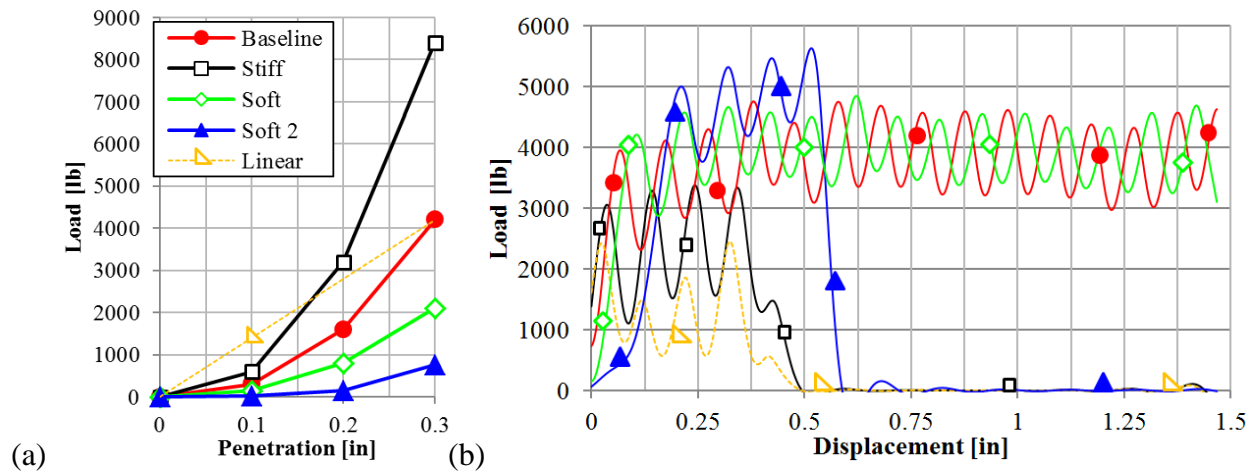 9000
8000
7000
6000
5000
4000
3000
2000
1000
0
Load [lb]
Baseline
Stiff
Soft
Soft 2
Linear
0 0.1 0.2 0.3
Penetration [in]
(a)
6000
5000
4000
3000
2000
1000
0
Load [lb]
0 0.25 0.5 0.75 1 1.25 1.5
Displacement [in]
(b)